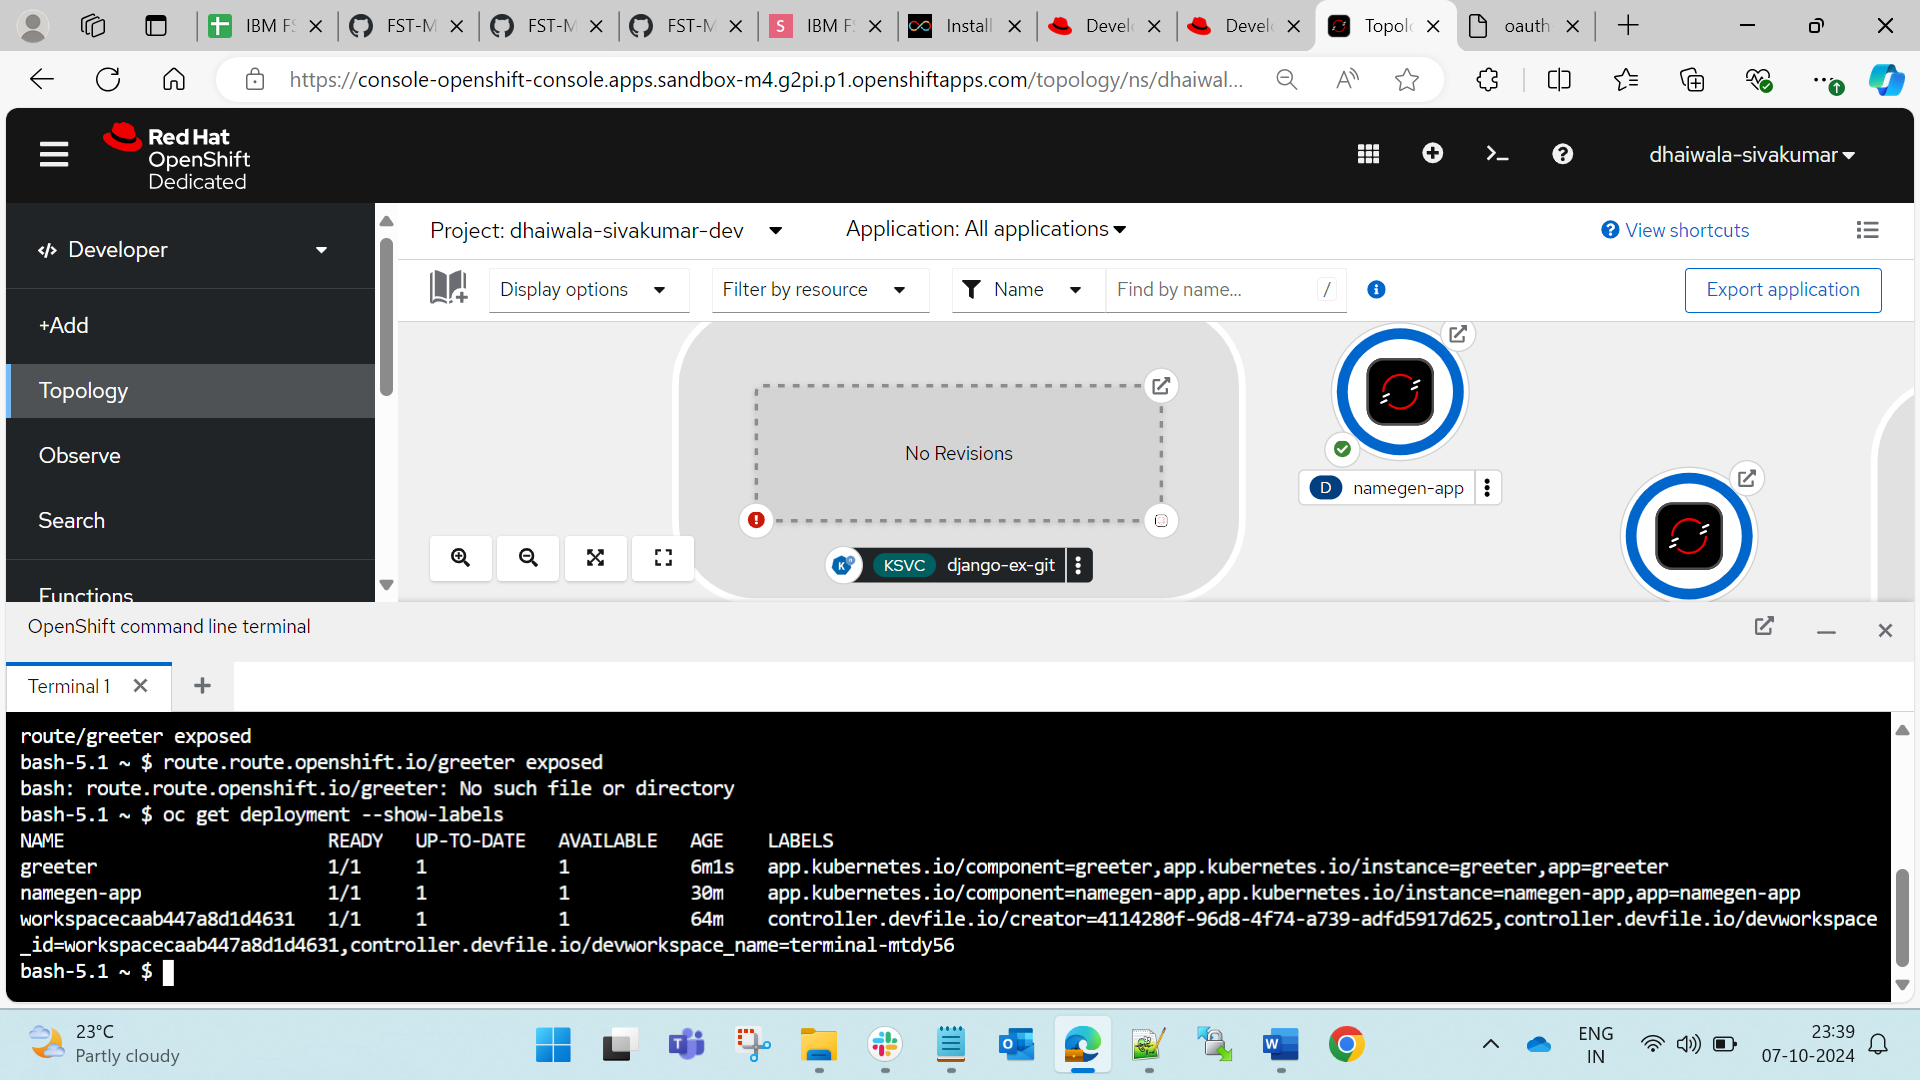 IBM FS
FST-M
FST-M
FST-M
S
IBM F
Install
Develo
Develo
Topolo
oauth
https://console-openshift-console.apps.sandbox-m4.g2pi.p1.openshiftapps.com/topology/ns/dhaiwal...
Red Hat
OpenShift
Dedicated
dhaiwala-sivakumar
Developer
Project: dhaiwala-sivakumar-dev
Application: All applications
View shortcuts
Display options
Filter by resource
Name
Find by name...
/
Export application
+Add
Topology
Observe
Search
Functions
No Revisions
D namegen-app
KSVC django-ex-git
OpenShift command line terminal
Terminal 1
route/greeter exposed
bash-5.1 ~ $ route.route.openshift.io/greeter exposed
bash: route.route.openshift.io/greeter: No such file or directory
bash-5.1 ~ $ oc get deployment --show-labels
NAME READY UP-TO-DATE AVAILABLE AGE LABELS
greeter 1/1 1 1 6m1s app.kubernetes.io/component=greeter,app.kubernetes.io/instance=greeter,app=greeter
namegen-app 1/1 1 1 30m app.kubernetes.io/component=namegen-app,app.kubernetes.io/instance=namegen-app,app=namegen-app
workspacecaab447a8d1d4631 1/1 1 1 64m controller.devfile.io/creator=4114280f-96d8-4f74-a739-adfd5917d625,controller.devfile.io/devworkspace
_id=workspacecaab447a8d1d4631,controller.devfile.io/devworkspace_name=terminal-mtdy56
bash-5.1 ~ $
23°C
Partly cloudy
ENG
IN
23:39
07-10-2024